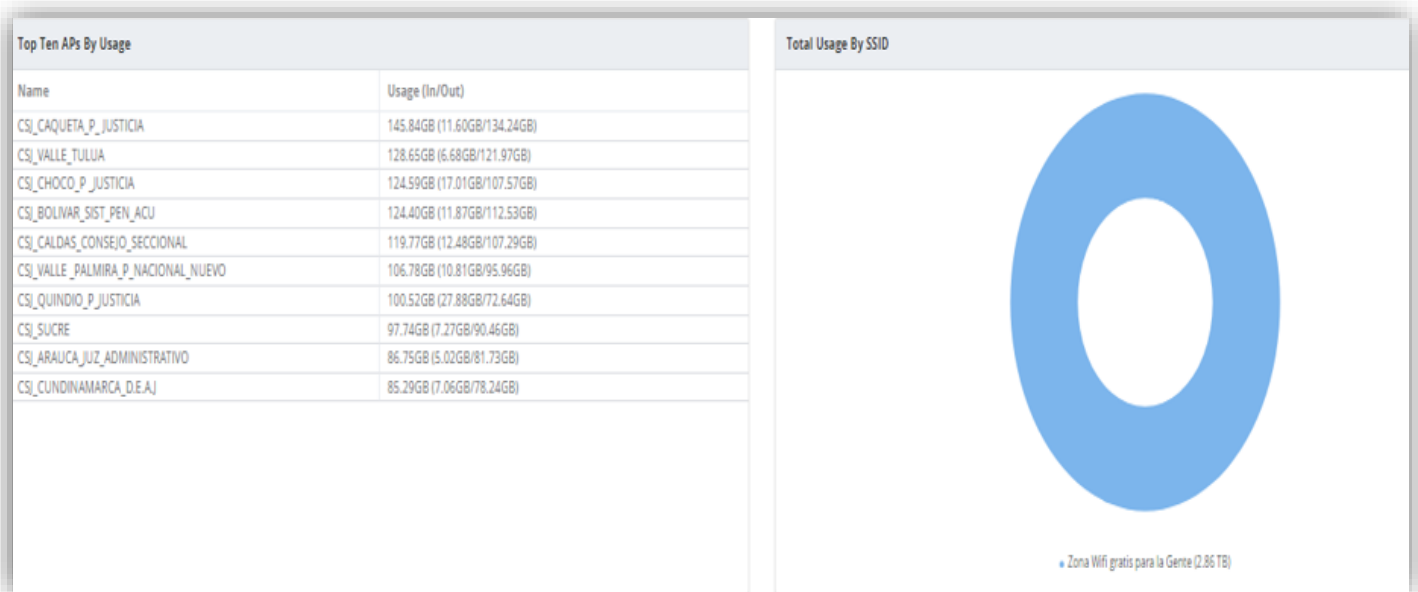 Top Ten APs By Usage
Name Usage (In/Out)
CSJ_CAQUETA_P_JUSTICIA 145.84GB (11.60GB/134.24GB)
CSJ_VALLE_TULUA 128.65GB (6.68GB/121.97GB)
CSJ_CHOCO_P_JUSTICIA 124.59GB (17.01GB/107.57GB)
CSJ_BOLIVAR_SIST_PEN_ACU 124.40GB (11.87GB/112.53GB)
CSJ_CALDAS_CONSEJO_SECCIONAL 119.77GB (12.48GB/107.29GB)
CSJ_VALLE_PALMIRA_P_NACIONAL_NUEVO 106.78GB (10.81GB/95.96GB)
CSJ_QUINDIO_P_JUSTICIA 100.52GB (27.88GB/72.64GB)
CSJ_SUCRE 97.74GB (7.27GB/90.46GB)
CSJ_ARAUCA_JUZ_ADMINISTRATIVO 86.75GB (5.02GB/81.73GB)
CSJ_CUNDINAMARCA_D.E.A.J 85.29GB (7.06GB/78.24GB)
Total Usage By SSID
Zona Wifi gratis para la Gente (2.86 TB)